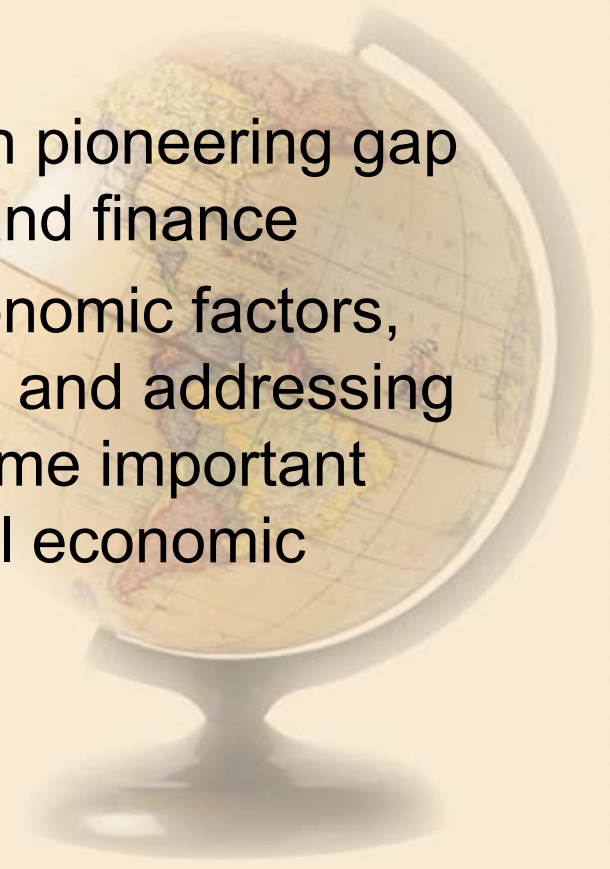 n pioneering gap
nd finance
nomic factors,
and addressing
me important
l economic